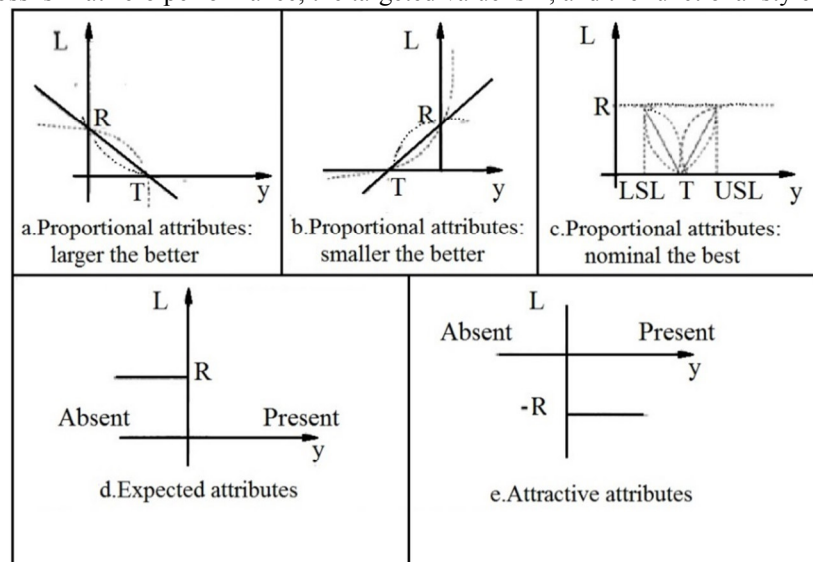 L
R
T
y
a.Proportional attributes:
larger the better
L
R
T
y
b.Proportional attributes:
smaller the better
L
R
LSL T USL y
c.Proportional attributes:
nominal the best
L
R
Absent Present
y
d.Expected attributes
L
Absent Present
y
-R
e.Attractive attributes